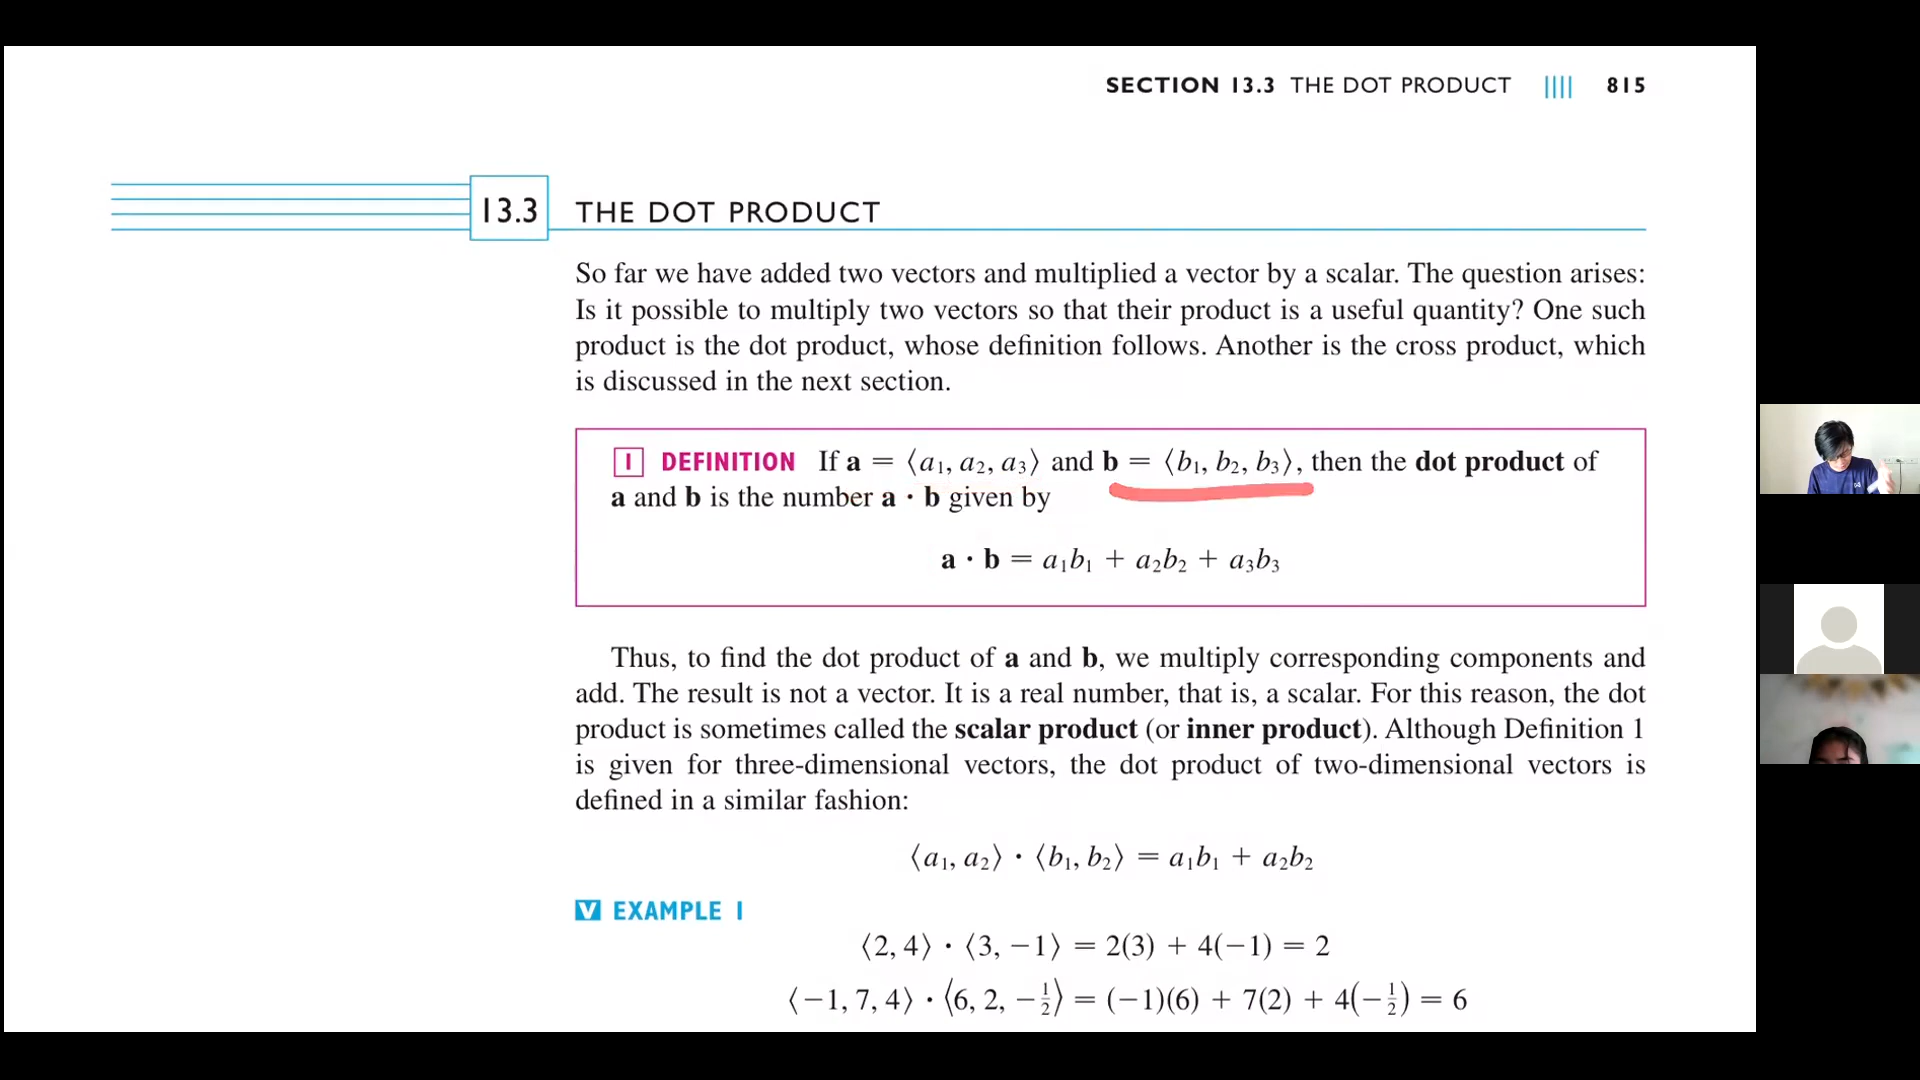 SECTION 13.3 THE DOT PRODUCT |||| 815
13.3 THE DOT PRODUCT
So far we have added two vectors and multiplied a vector by a scalar. The question arises:
Is it possible to multiply two vectors so that their product is a useful quantity? One such
product is the dot product, whose definition follows. Another is the cross product, which
is discussed in the next section.
1 DEFINITION If a = ⟨a₁, a₂, a₃⟩ and b = ⟨b₁, b₂, b₃⟩, then the dot product of
a and b is the number a · b given by
a · b = a₁b₁ + a₂b₂ + a₃b₃
Thus, to find the dot product of a and b, we multiply corresponding components and
add. The result is not a vector. It is a real number, that is, a scalar. For this reason, the dot
product is sometimes called the scalar product (or inner product). Although Definition 1
is given for three-dimensional vectors, the dot product of two-dimensional vectors is
defined in a similar fashion:
⟨a₁, a₂⟩ · ⟨b₁, b₂⟩ = a₁b₁ + a₂b₂
V EXAMPLE 1
⟨2, 4⟩ · ⟨3, −1⟩ = 2(3) + 4(−1) = 2
⟨−1, 7, 4⟩ · ⟨6, 2, −½⟩ = (−1)(6) + 7(2) + 4(−½) = 6